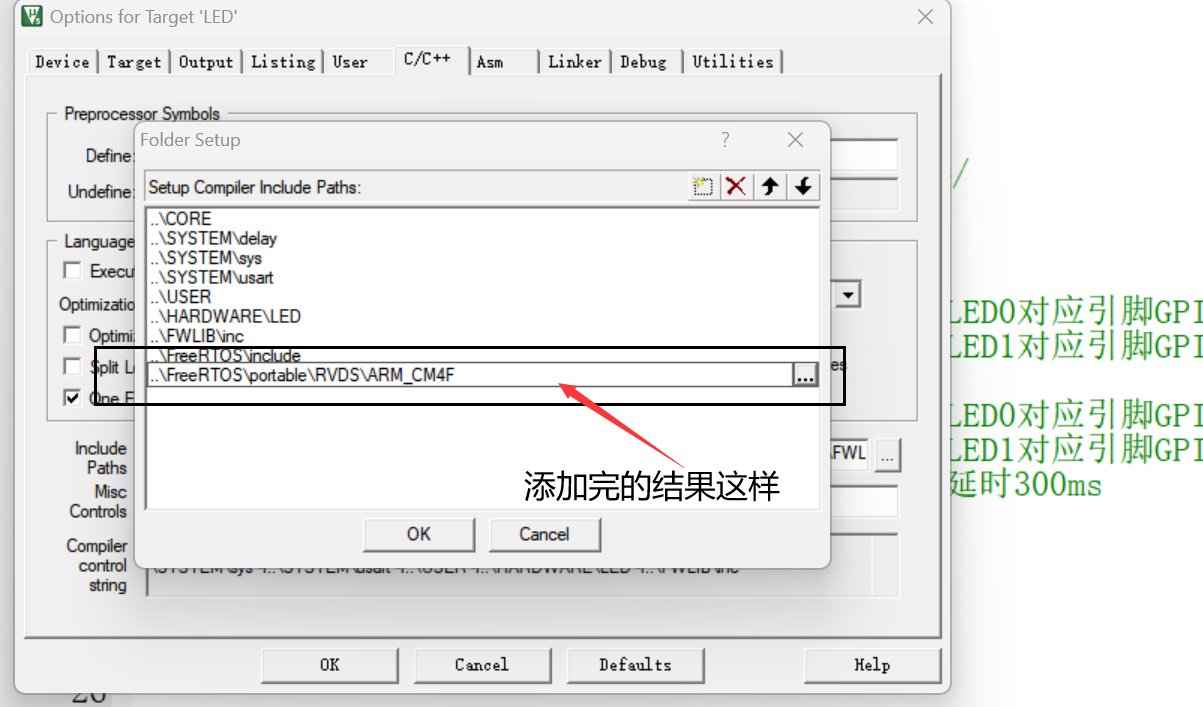 Options for Target 'LED'
Device Target Output Listing User C/C++ Asm Linker Debug Utilities
Preprocessor Symbols
Define:
Undefine:
Folder Setup
?
Setup Compiler Include Paths:
..\CORE
..\SYSTEM\delay
..\SYSTEM\sys
..\SYSTEM\usart
..\USER
..\HARDWARE\LED
..\FWLIB\inc
..\FreeRTOS\include
..\FreeRTOS\portable\RVDS\ARM_CM4F
...
添加完的结果这样
OK Cancel
Language
Execu
Optimizatio
Optimi
Split L
One E
es
Include
Paths
\FWL
...
Misc
Controls
Compiler
control
string
\SYSTEM\sys -I..\SYSTEM\usart -I..\USER -I..\HARDWARE\LED -I..\FWLIB\inc
OK Cancel Defaults Help
/
LED0对应引脚GPI
LED1对应引脚GPI
LED0对应引脚GPI
LED1对应引脚GPI
延时300ms